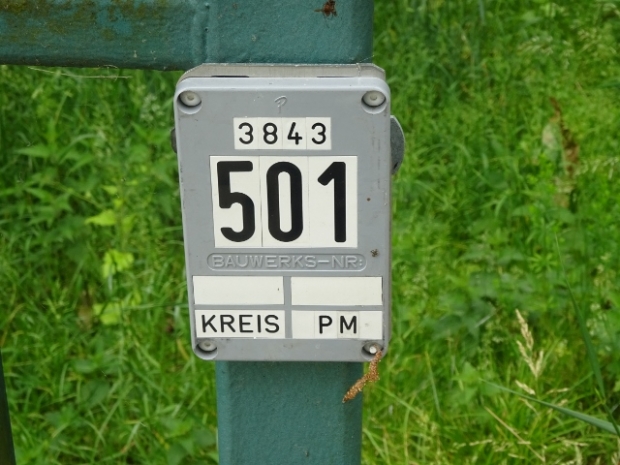 3843
501
BAUWERKS-NR:
KREIS PM